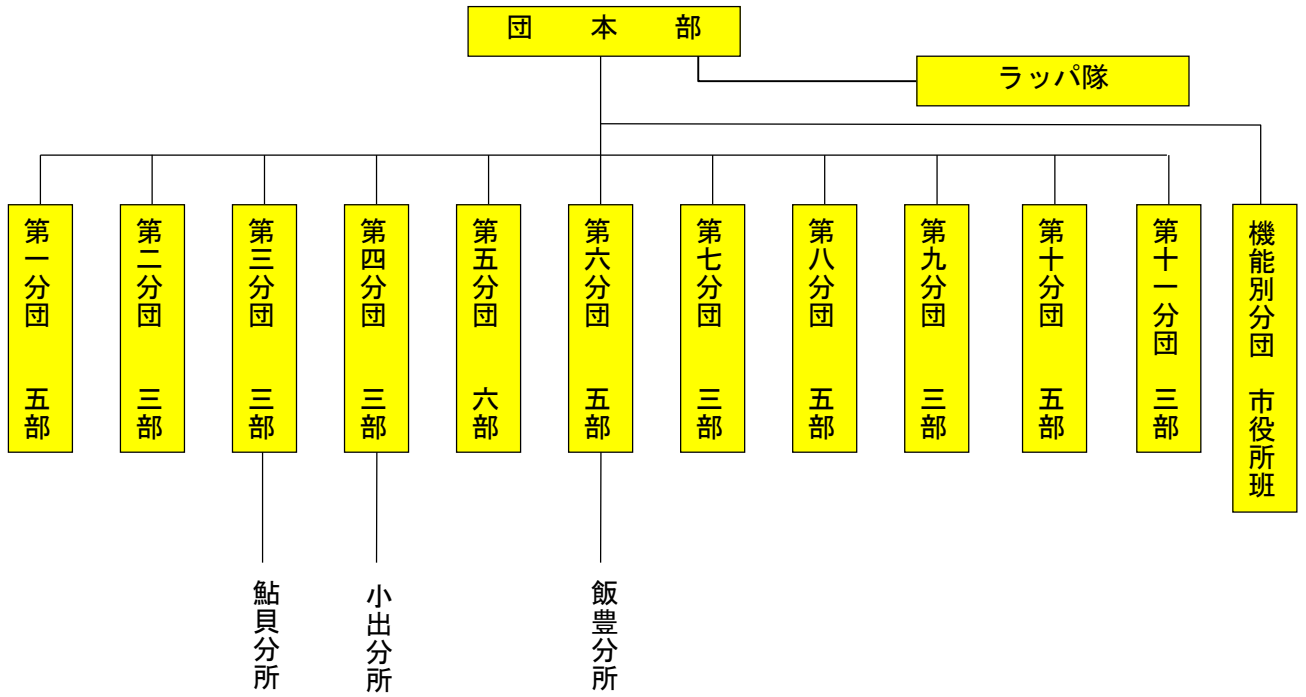 団　本　部
ラッパ隊
第一分団　五部
第二分団　三部
第三分団　三部
第四分団　三部
第五分団　六部
第六分団　五部
第七分団　三部
第八分団　五部
第九分団　三部
第十分団　五部
第十一分団　三部
機能別分団　市役所班
鮎貝分所
小出分所
飯豊分所